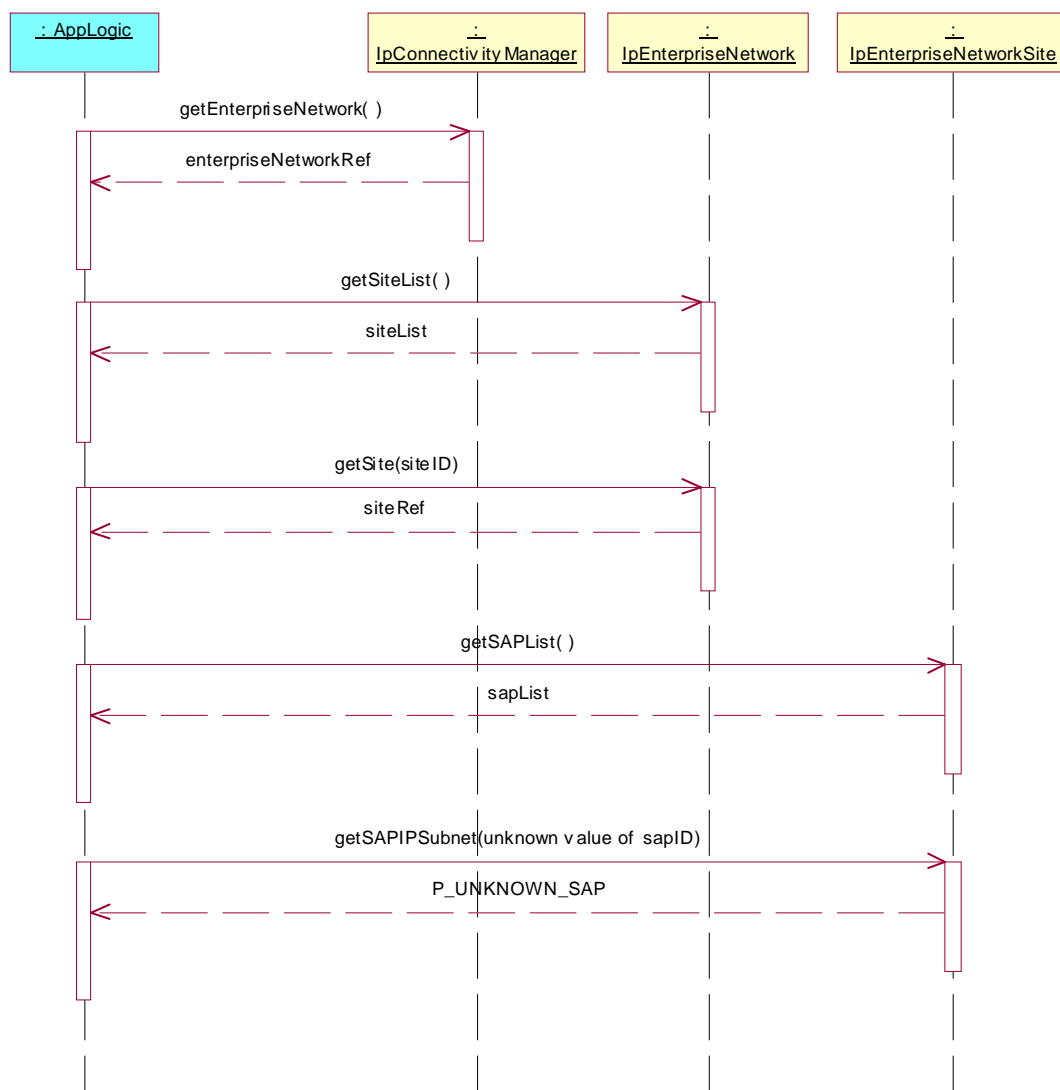 : AppLogic
:
IpConnectivityManager
:
IpEnterpriseNetwork
:
IpEnterpriseNetworkSite
getEnterpriseNetwork( )
enterpriseNetworkRef
getSiteList( )
siteList
getSite(siteID)
siteRef
getSAPList( )
sapList
getSAPIPSubnet(unknown value of sapID)
P_UNKNOWN_SAP